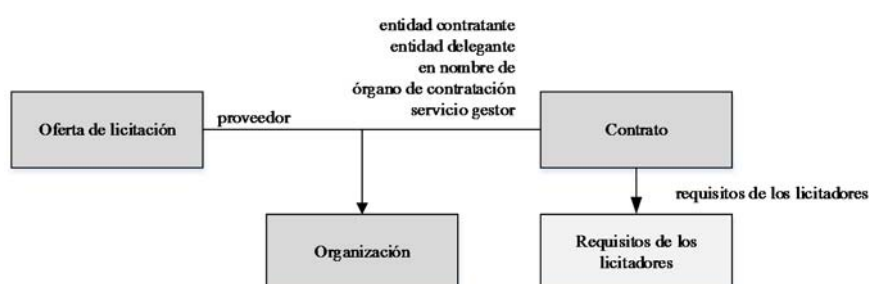 entidad contratante
entidad delegante
en nombre de
órgano de contratación
servicio gestor
Oferta de licitación
proveedor
Contrato
requisitos de los licitadores
Organización
Requisitos de los
licitadores